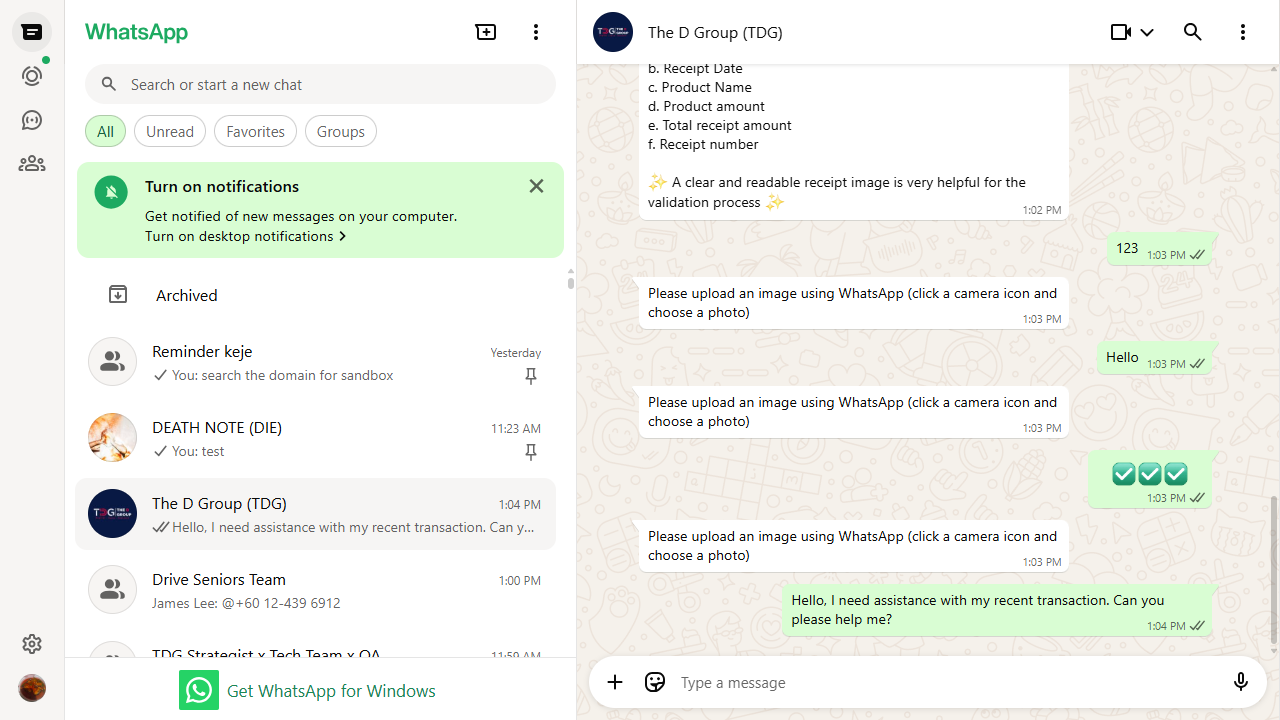 WhatsApp
Search or start a new chat
All
Unread
Favorites
Groups
Turn on notifications
Get notified of new messages on your computer.
Turn on desktop notifications
Archived
Reminder keje
Yesterday
You: search the domain for sandbox
DEATH NOTE (DIE)
11:23 AM
You: test
The D Group (TDG)
1:04 PM
Hello, I need assistance with my recent transaction. Can y...
Drive Seniors Team
1:00 PM
James Lee: @+60 12-439 6912
TDG Strategist x Tech Team x QA
11:59 AM
Get WhatsApp for Windows
The D Group (TDG)
b. Receipt Date
c. Product Name
d. Product amount
e. Total receipt amount
f. Receipt number
✨ A clear and readable receipt image is very helpful for the
validation process ✨
1:02 PM
123
1:03 PM
Please upload an image using WhatsApp (click a camera icon and
choose a photo)
1:03 PM
Hello
1:03 PM
Please upload an image using WhatsApp (click a camera icon and
choose a photo)
1:03 PM
✅✅✅
1:03 PM
Please upload an image using WhatsApp (click a camera icon and
choose a photo)
1:03 PM
Hello, I need assistance with my recent transaction. Can you
please help me?
1:04 PM
Type a message